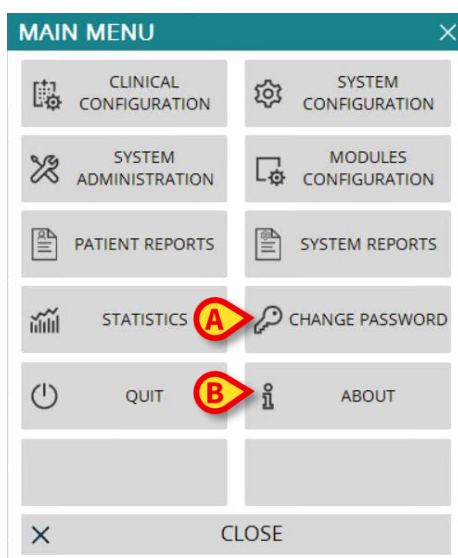 MAIN MENU
CLINICAL
CONFIGURATION
SYSTEM
CONFIGURATION
SYSTEM
ADMINISTRATION
MODULES
CONFIGURATION
PATIENT REPORTS
SYSTEM REPORTS
STATISTICS
A
CHANGE PASSWORD
QUIT
B
ABOUT
CLOSE